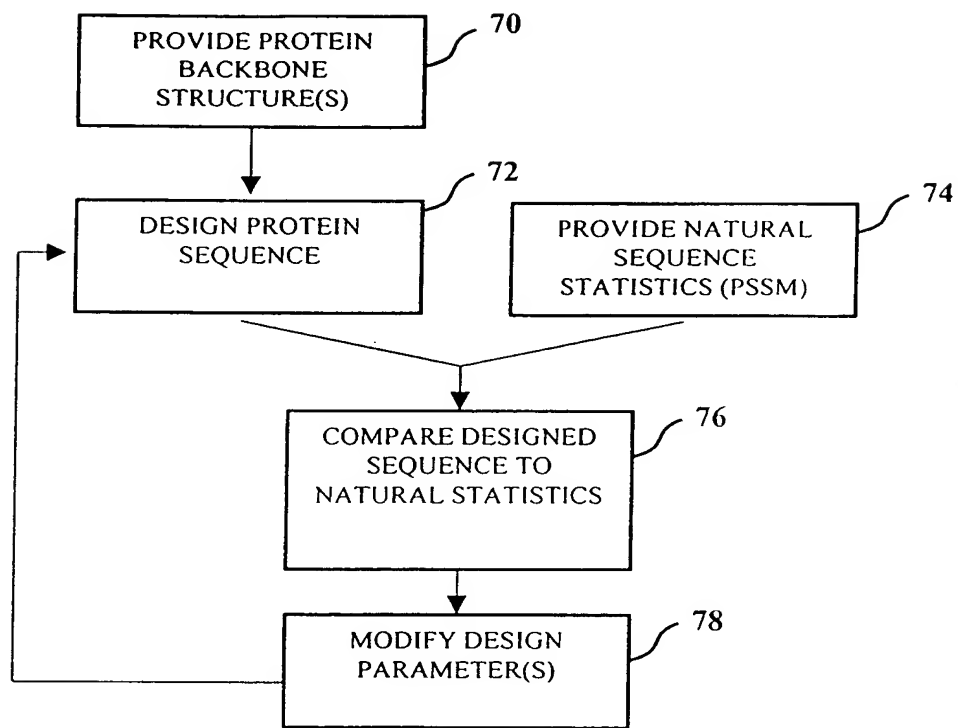 PROVIDE PROTEIN
BACKBONE
STRUCTURE(S)
70
DESIGN PROTEIN
SEQUENCE
72
PROVIDE NATURAL
SEQUENCE
STATISTICS (PSSM)
74
COMPARE DESIGNED
SEQUENCE TO
NATURAL STATISTICS
76
MODIFY DESIGN
PARAMETER(S)
78